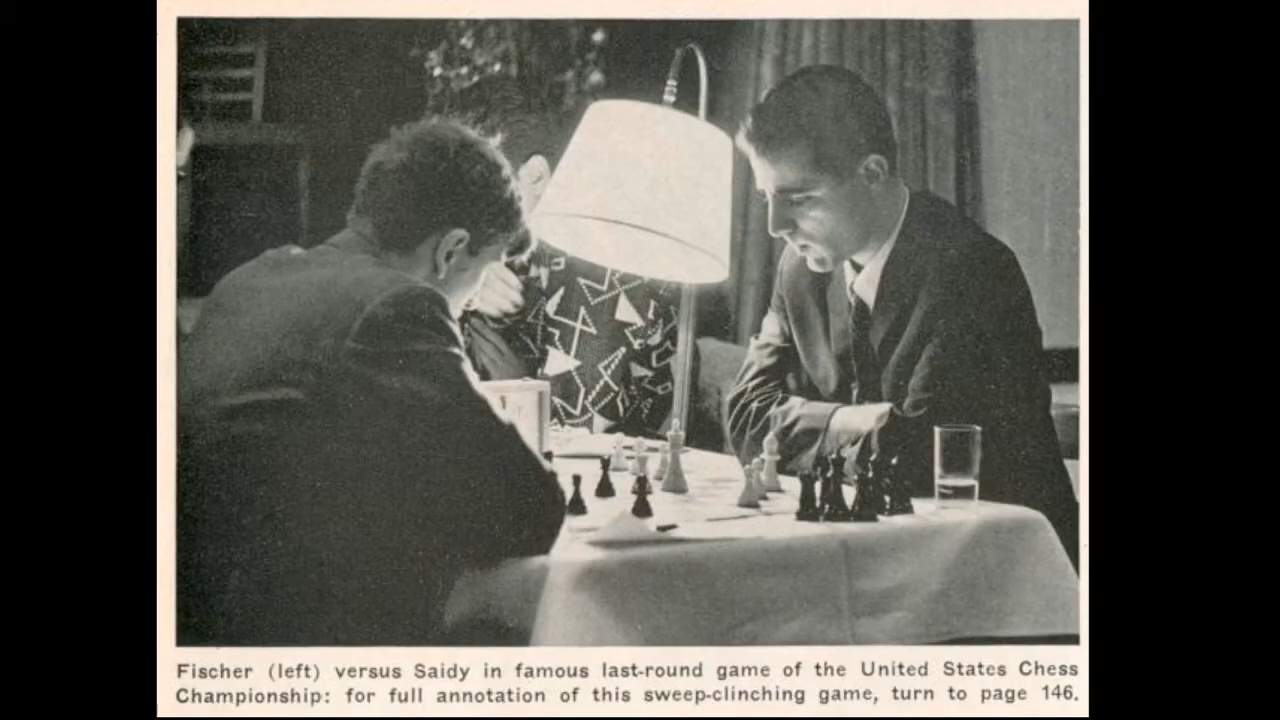 Fischer (left) versus Saidy in famous last-round game of the United States Chess
Championship: for full annotation of this sweep-clinching game, turn to page 146.